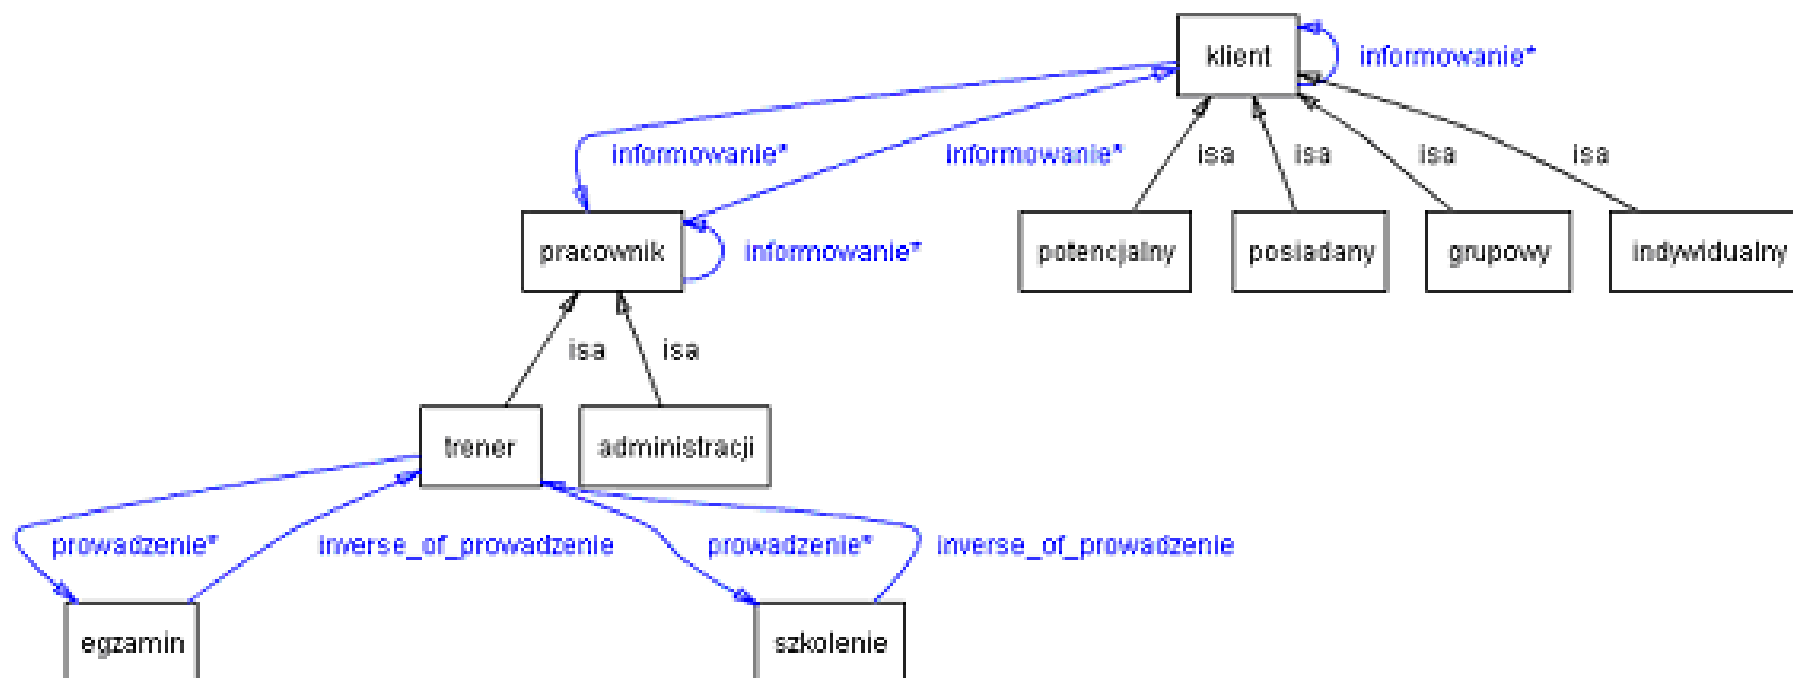 klient
informowanie*
informowanie*
informowanie*
isa
isa
isa
isa
pracownik
informowanie*
potencjalny
posiadany
grupowy
indywidualny
isa
isa
trener
administracji
prowadzenie*
inverse_of_prowadzenie
prowadzenie*
inverse_of_prowadzenie
egzamin
szkolenie